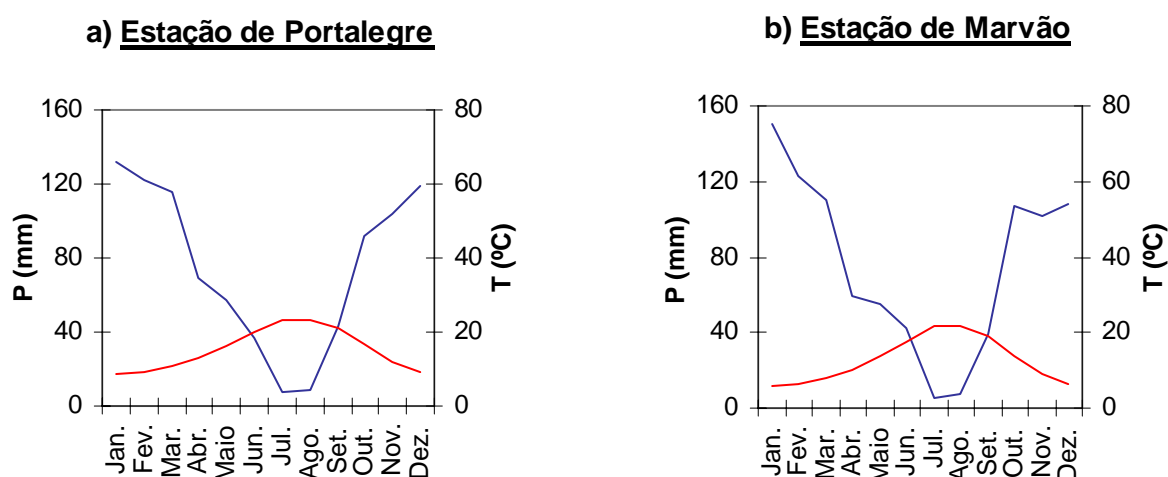 a) Estação de Portalegre
160
120
80
40
0
P (mm)
80
60
40
20
0
T (ºC)
Jan.
Fev.
Mar.
Abr.
Maio
Jun.
Jul.
Ago.
Set.
Out.
Nov.
Dez.
b) Estação de Marvão
160
120
80
40
0
P (mm)
80
60
40
20
0
T (ºC)
Jan.
Fev.
Mar.
Abr.
Maio
Jun.
Jul.
Ago.
Set.
Out.
Nov.
Dez.